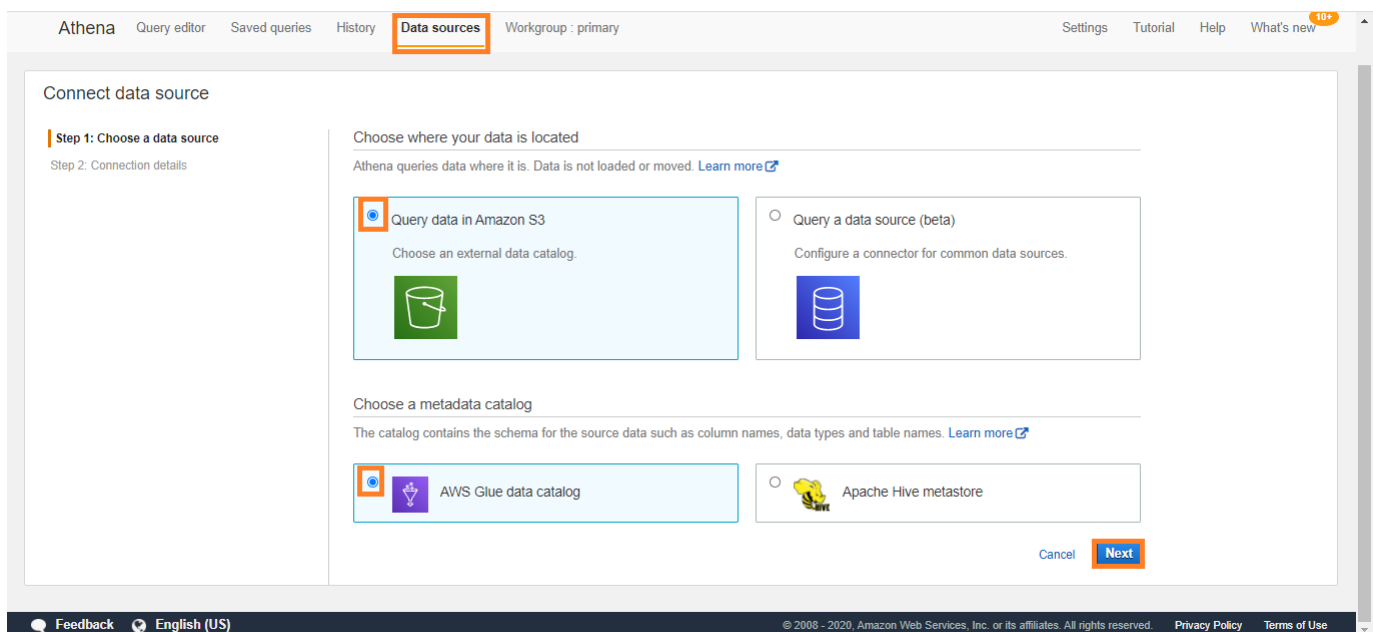 Athena Query editor Saved queries History Data sources Workgroup : primary Settings Tutorial Help What's new 10+
Connect data source
Step 1: Choose a data source
Step 2: Connection details
Choose where your data is located
Athena queries data where it is. Data is not loaded or moved. Learn more
Query data in Amazon S3
Choose an external data catalog.
Query a data source (beta)
Configure a connector for common data sources.
Choose a metadata catalog
The catalog contains the schema for the source data such as column names, data types and table names. Learn more
AWS Glue data catalog
HIVE
Apache Hive metastore
Cancel Next
Feedback English (US) © 2008 - 2020, Amazon Web Services, Inc. or its affiliates. All rights reserved. Privacy Policy Terms of Use